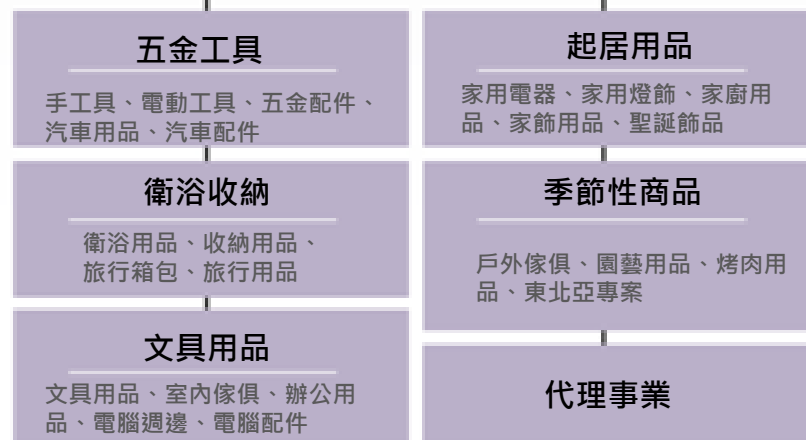 五金工具
手工具、電動工具、五金配件、
汽車用品、汽車配件
衛浴收納
衛浴用品、收納用品、
旅行箱包、旅行用品
文具用品
文具用品、室內傢俱、辦公用
品、電腦週邊、電腦配件
起居用品
家用電器、家用燈飾、家廚用
品、家飾用品、聖誕飾品
季節性商品
戶外傢俱、園藝用品、烤肉用
品、東北亞專案
代理事業